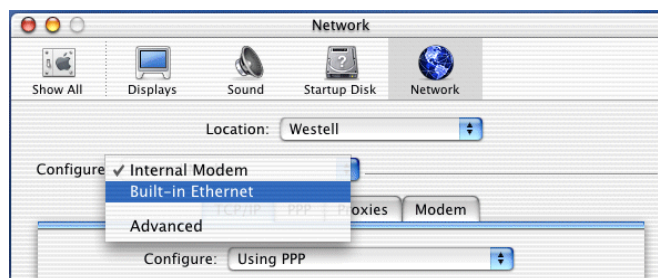 Network
Show All Displays Sound Startup Disk Network
Location: Westell
Configure ✓ Internal Modem
Built-in Ethernet
TCP/IP PPP Proxies Modem
Advanced
Configure: Using PPP